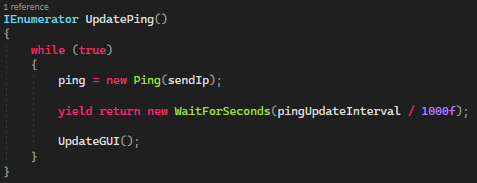 1 reference
IEnumerator UpdatePing()
{
while (true)
{
ping = new Ping(sendIp);
yield return new WaitForSeconds(pingUpdateInterval / 1000f);
UpdateGUI();
}
}